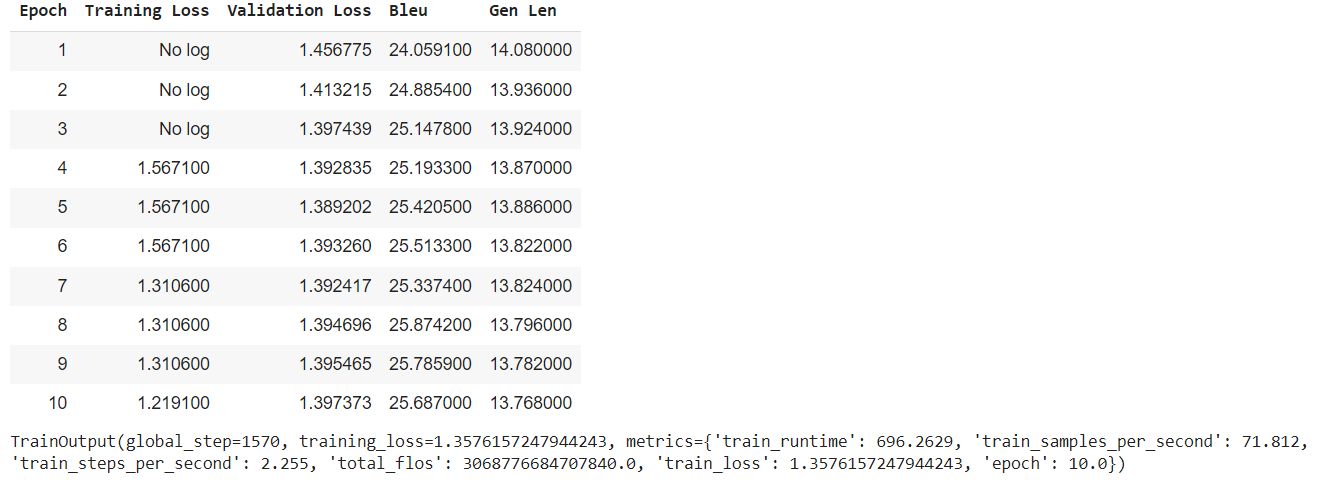 Epoch Training Loss Validation Loss Bleu Gen Len
1 No log 1.456775 24.059100 14.080000
2 No log 1.413215 24.885400 13.936000
3 No log 1.397439 25.147800 13.924000
4 1.567100 1.392835 25.193300 13.870000
5 1.567100 1.389202 25.420500 13.886000
6 1.567100 1.393260 25.513300 13.822000
7 1.310600 1.392417 25.337400 13.824000
8 1.310600 1.394696 25.874200 13.796000
9 1.310600 1.395465 25.785900 13.782000
10 1.219100 1.397373 25.687000 13.768000
TrainOutput(global_step=1570, training_loss=1.3576157247944243, metrics={'train_runtime': 696.2629, 'train_samples_per_second': 71.812,
'train_steps_per_second': 2.255, 'total_flos': 3068776684707840.0, 'train_loss': 1.3576157247944243, 'epoch': 10.0})